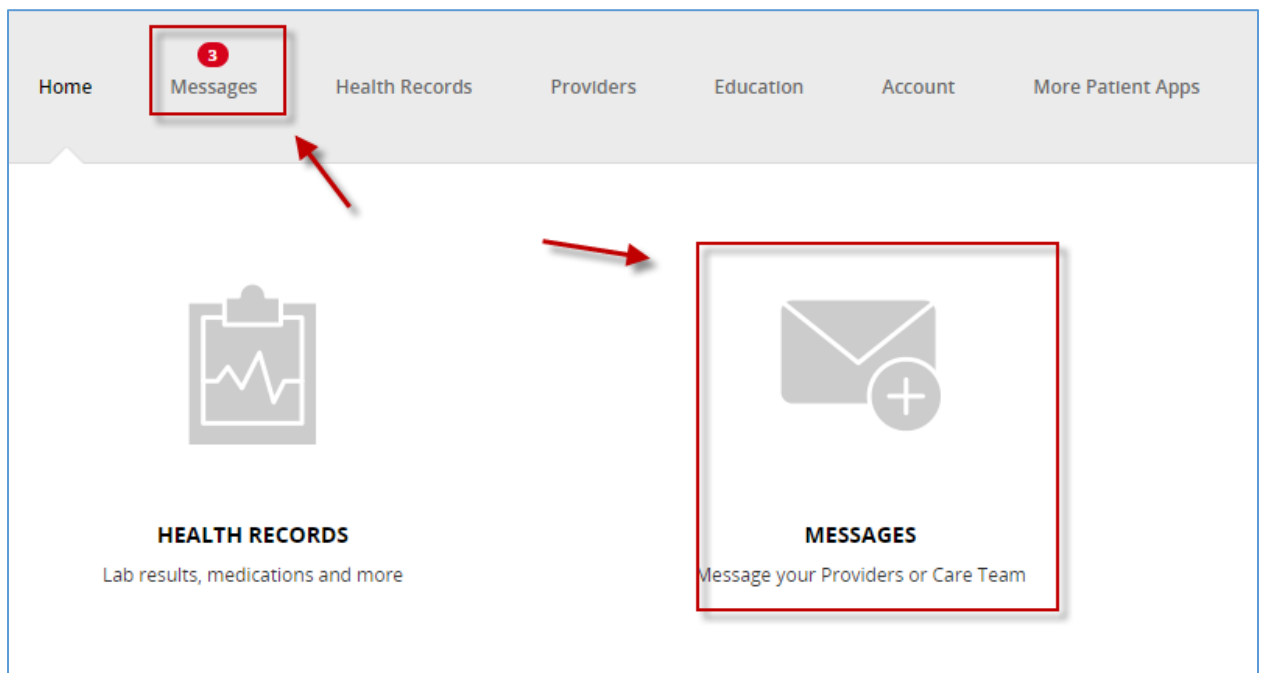 3
Home Messages Health Records Providers Education Account More Patient Apps
HEALTH RECORDS MESSAGES
Lab results, medications and more Message your Providers or Care Team